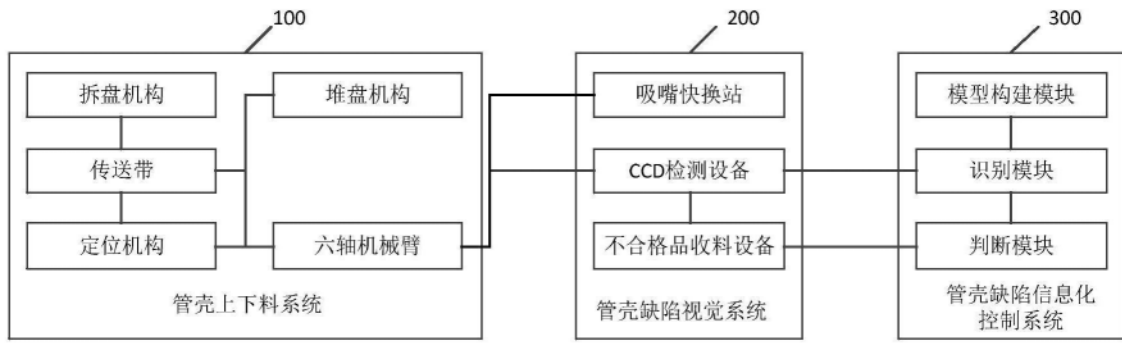 100
200
300
拆盘机构
堆盘机构
吸嘴快换站
模型构建模块
传送带
CCD检测设备
识别模块
定位机构
六轴机械臂
不合格品收料设备
判断模块
管壳上下料系统
管壳缺陷视觉系统
管壳缺陷信息化
控制系统